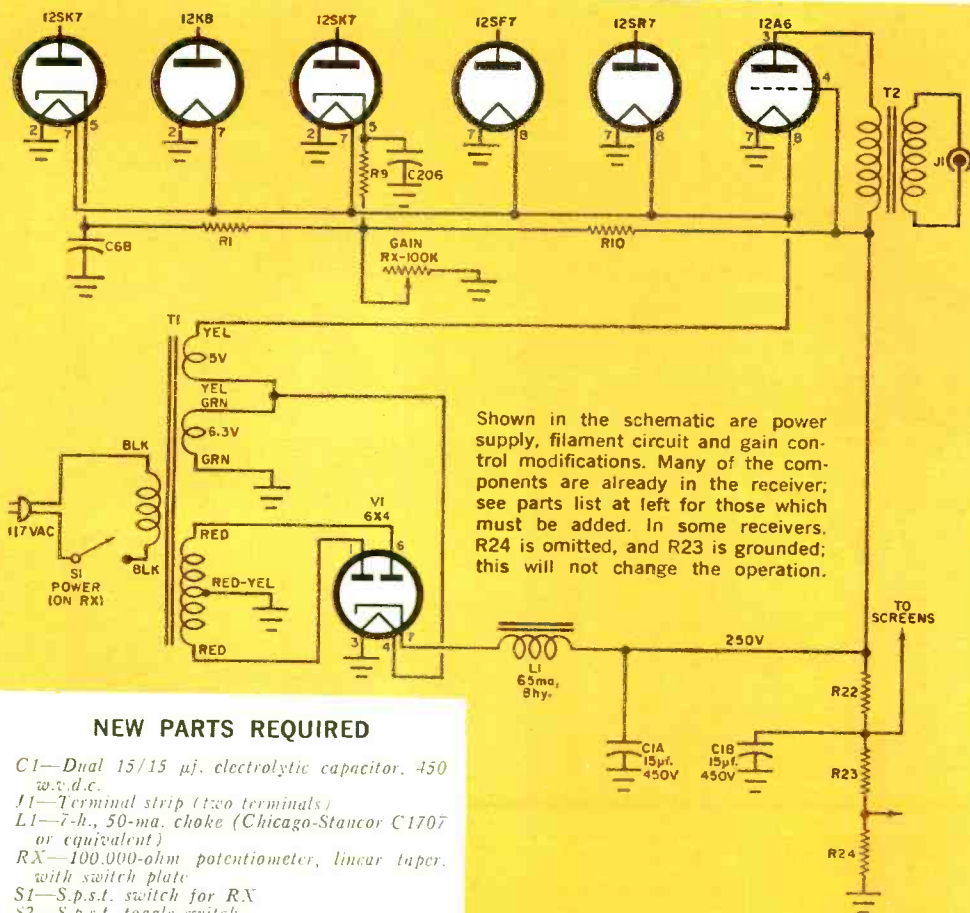 12SK7 12K8 12SK7 12SF7 12SR7 12A6
3
4
2 7 5 2 7 2 7 5 7 8 7 8 7 8
T2
J1
R9 C206
C6B R1 GAIN RX-100K R10
T1
YEL
5V
YEL
GRN
6.3V
GRN
BLK
117VAC
S1
POWER
(ON RX)
BLK
RED
RED-YEL
RED
V1
6X4
1 6
3 4 7
Shown in the schematic are power
supply, filament circuit and gain con-
trol modifications. Many of the com-
ponents are already in the receiver;
see parts list at left for those which
must be added. In some receivers,
R24 is omitted, and R23 is grounded;
this will not change the operation.
TO
SCREENS
250V
L1
65ma,
8hy.
R22
C1A
15µf.
450V
C1B
15µf.
450V
R23
R24
NEW PARTS REQUIRED
C1—Dual 15/15 µf. electrolytic capacitor, 450
w.v.d.c.
J1—Terminal strip (two terminals)
L1—7-h., 50-ma. choke (Chicago-Stancor C1707
or equivalent)
RX—100,000-ohm potentiometer, linear taper,
with switch plate
S1—S.p.s.t. switch for RX
S2—S.p.s.t. toggle switch